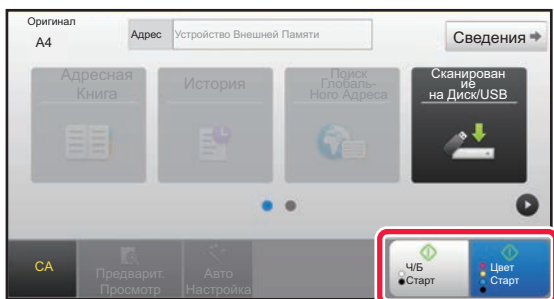 Оригинал
A4
Адрес
Устройство Внешней Памяти
Сведения
Адресная
Книга
История
Поиск
Глобаль-
Ного Адреса
Сканирован
ие
на Диск/USB
CA
Предварит.
Просмотр
Авто
Настройка
Ч/Б
Старт
Цвет
Старт